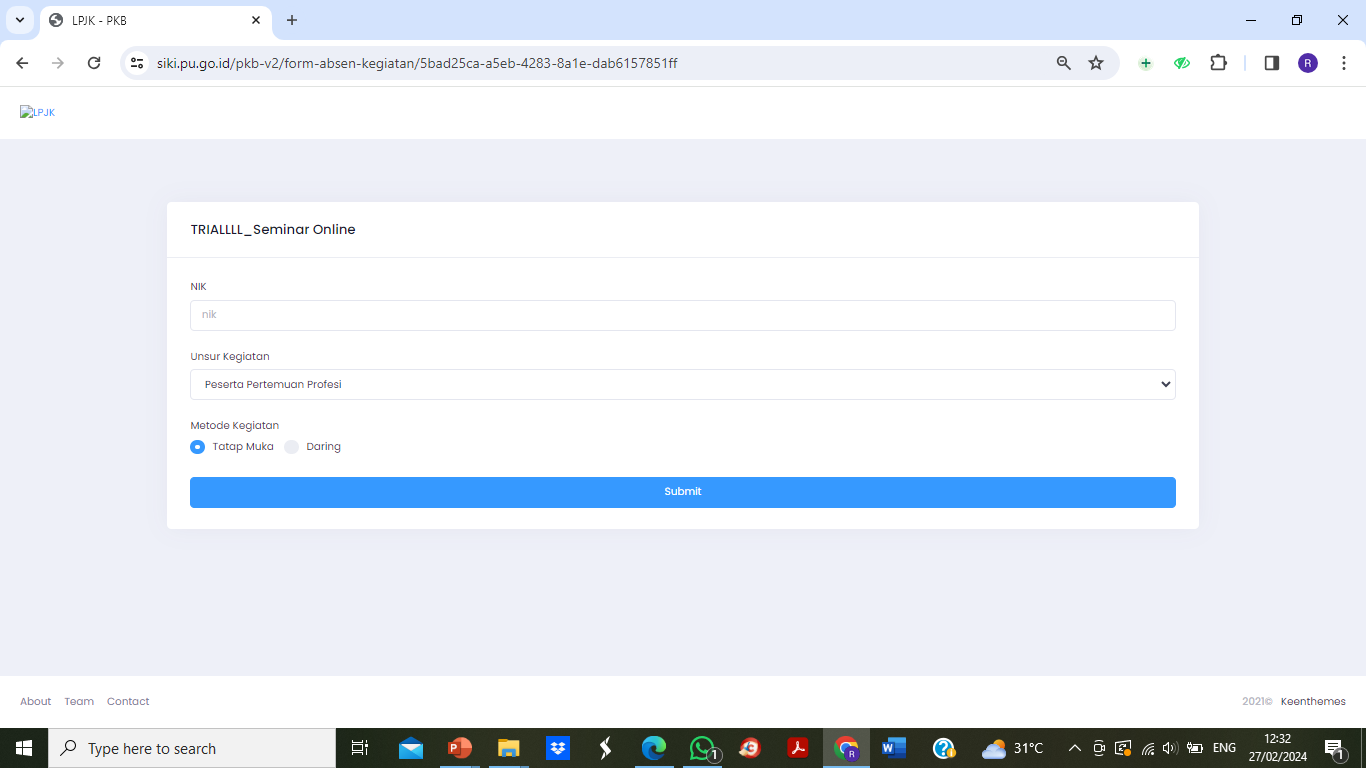 LPJK - PKB
siki.pu.go.id/pkb-v2/form-absen-kegiatan/5bad25ca-a5eb-4283-8a1e-dab6157851ff
R
LPJK
TRIALLLL_Seminar Online
NIK
nik
Unsur Kegiatan
Peserta Pertemuan Profesi
Metode Kegiatan
Tatap Muka Daring
Submit
About Team Contact
2021© Keenthemes
Type here to search
1
R
31°C
ENG
12:32
27/02/2024
1